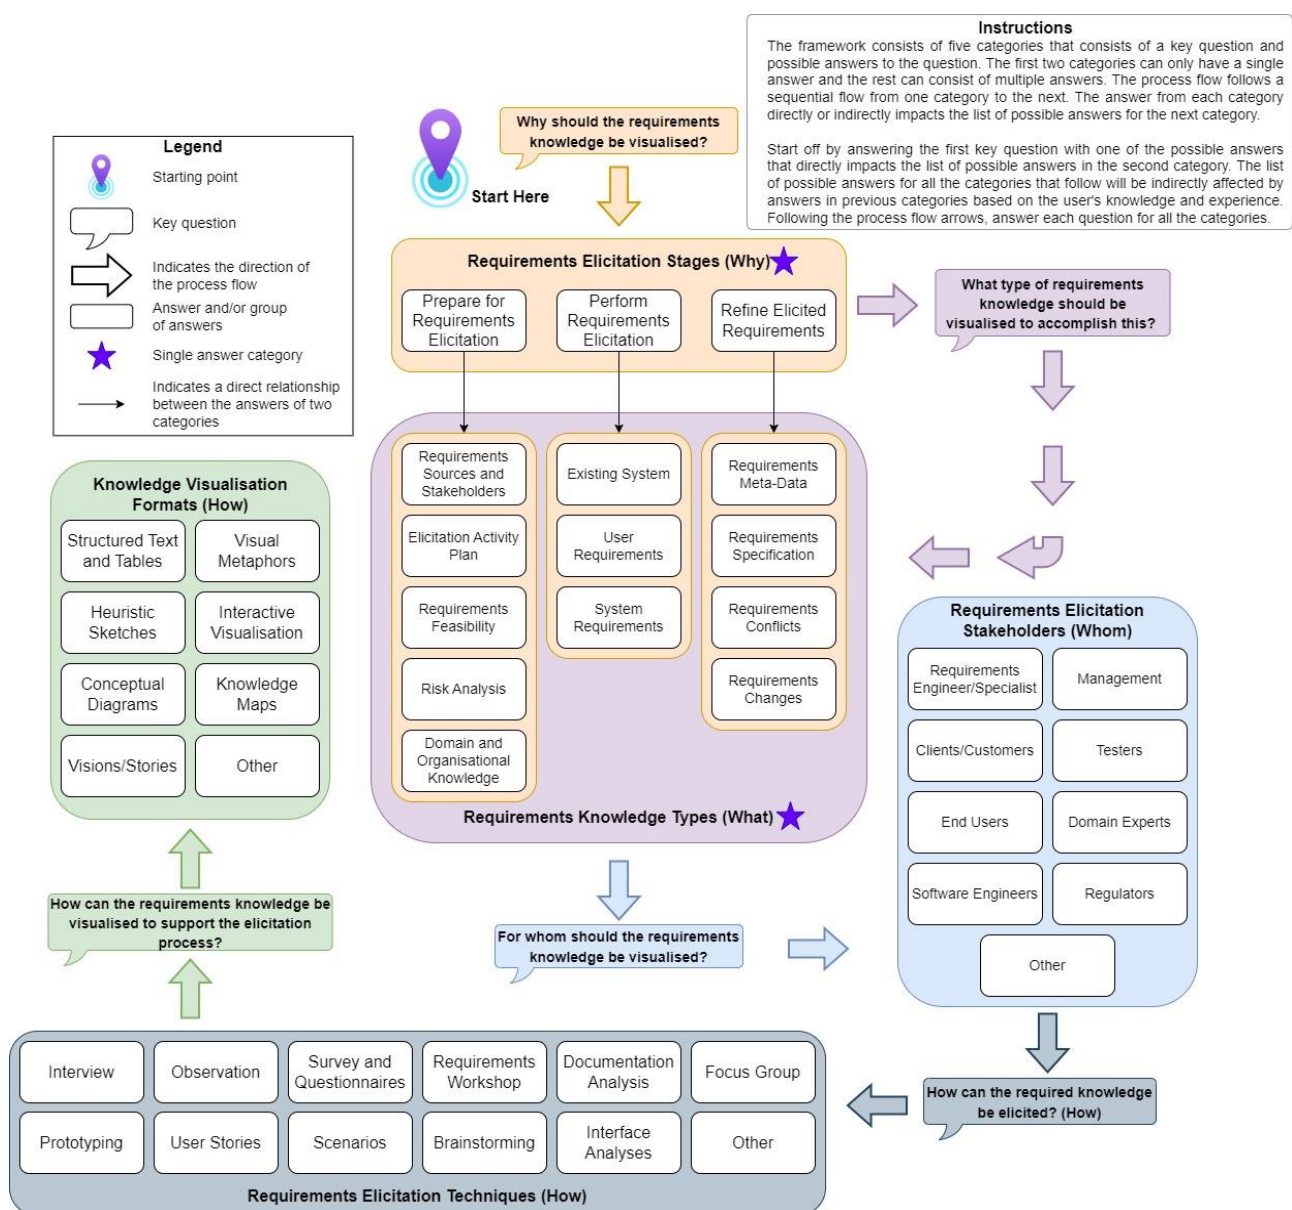 Instructions
The framework consists of five categories that consists of a key question and
possible answers to the question. The first two categories can only have a single
answer and the rest can consist of multiple answers. The process flow follows a
sequential flow from one category to the next. The answer from each category
directly or indirectly impacts the list of possible answers for the next category.
Start off by answering the first key question with one of the possible answers
that directly impacts the list of possible answers in the second category. The list
of possible answers for all the categories that follow will be indirectly affected by
answers in previous categories based on the user's knowledge and experience.
Following the process flow arrows, answer each question for all the categories.
Legend
Starting point
Key question
Indicates the direction of
the process flow
Answer and/or group
of answers
Single answer category
Indicates a direct relationship
between the answers of two
categories
Start Here
Why should the requirements
knowledge be visualised?
Requirements Elicitation Stages (Why)
Prepare for
Requirements
Elicitation
Perform
Requirements
Elicitation
Refine Elicited
Requirements
What type of requirements
knowledge should be
visualised to accomplish this?
Requirements
Sources and
Stakeholders
Elicitation Activity
Plan
Requirements
Feasibility
Risk Analysis
Domain and
Organisational
Knowledge
Existing System
User
Requirements
System
Requirements
Requirements
Meta-Data
Requirements
Specification
Requirements
Conflicts
Requirements
Changes
Requirements Knowledge Types (What)
For whom should the requirements
knowledge be visualised?
Requirements Elicitation
Stakeholders (Whom)
Requirements
Engineer/Specialist
Management
Clients/Customers
Testers
End Users
Domain Experts
Software Engineers
Regulators
Other
How can the required knowledge
be elicited? (How)
Interview
Observation
Survey and
Questionnaires
Requirements
Workshop
Documentation
Analysis
Focus Group
Prototyping
User Stories
Scenarios
Brainstorming
Interface
Analyses
Other
Requirements Elicitation Techniques (How)
How can the requirements knowledge be
visualised to support the elicitation
process?
Knowledge Visualisation
Formats (How)
Structured Text
and Tables
Visual
Metaphors
Heuristic
Sketches
Interactive
Visualisation
Conceptual
Diagrams
Knowledge
Maps
Visions/Stories
Other